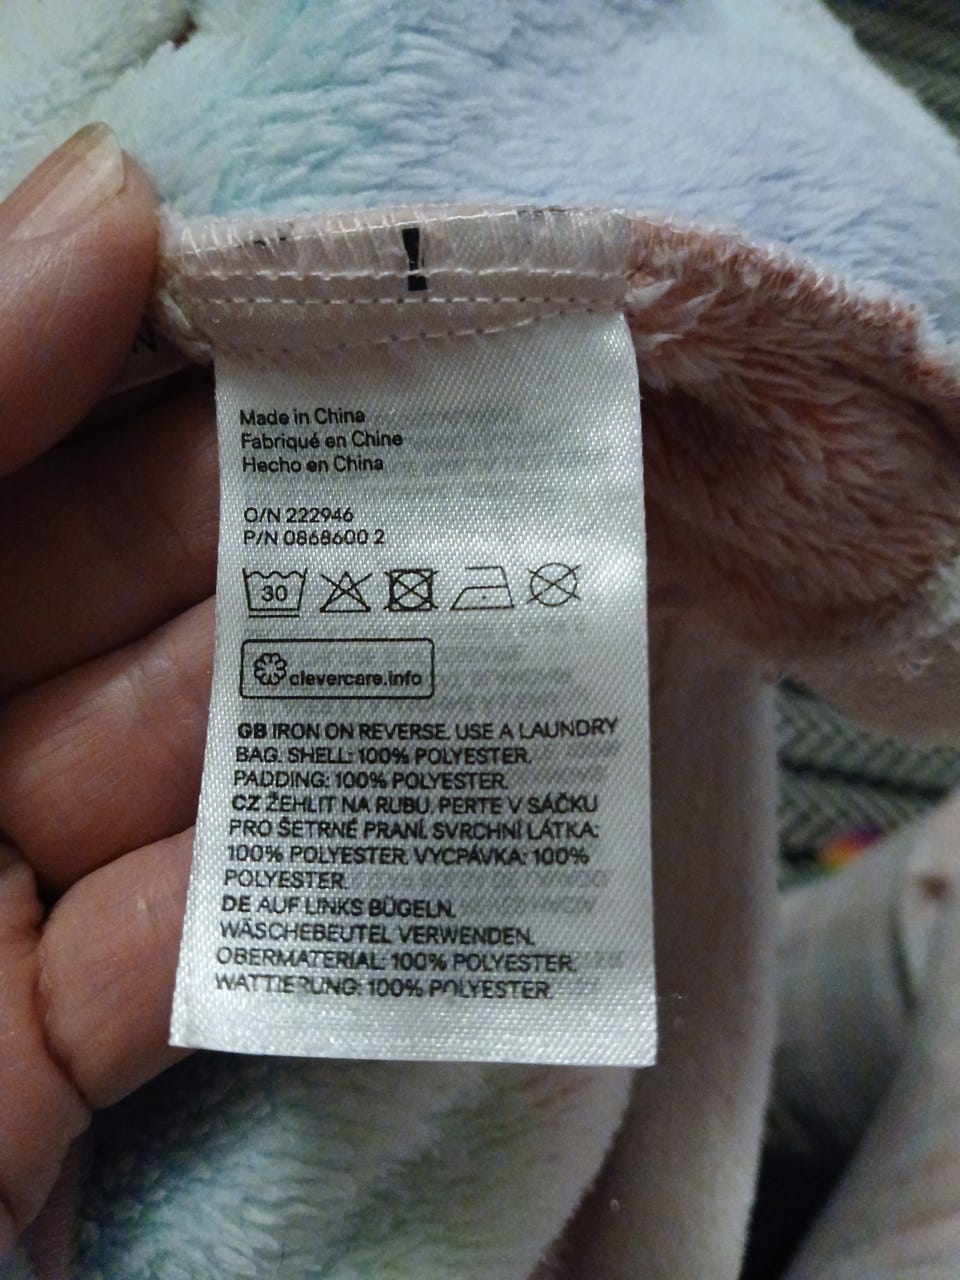 !
Made in China
Fabriqué en Chine
Hecho en China
O/N 222946
P/N 0868600 2
30
clevercare.info
GB IRON ON REVERSE. USE A LAUNDRY
BAG. SHELL: 100% POLYESTER.
PADDING: 100% POLYESTER.
CZ ŽEHLIT NA RUBU. PERTE V SÁČKU
PRO ŠETRNÉ PRANÍ. SVRCHNÍ LÁTKA:
100% POLYESTER. VYCPÁVKA: 100%
POLYESTER.
DE AUF LINKS BÜGELN.
WÄSCHEBEUTEL VERWENDEN.
OBERMATERIAL: 100% POLYESTER.
WATTIERUNG: 100% POLYESTER.